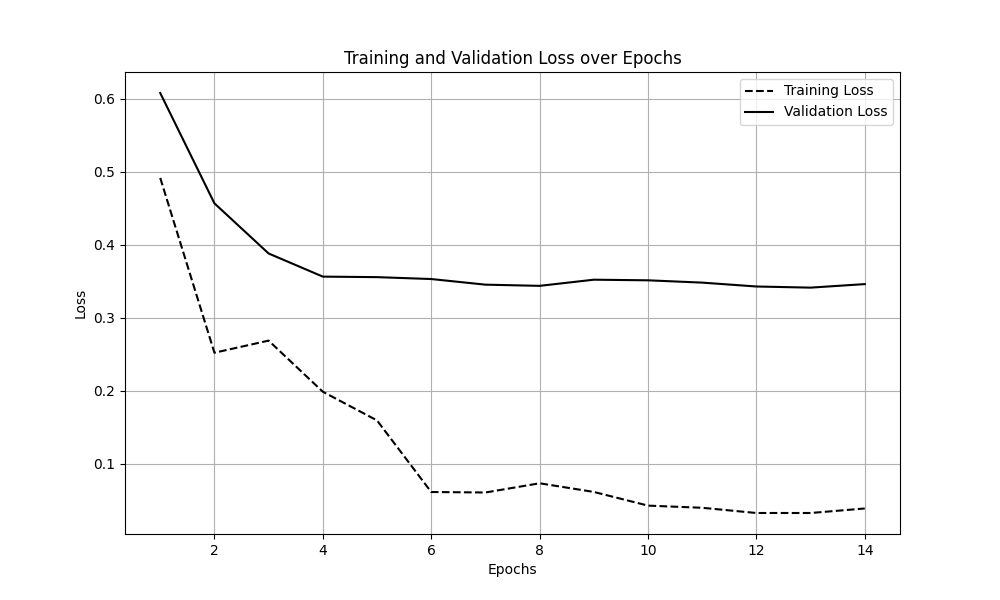 Training and Validation Loss over Epochs
Training Loss
Validation Loss
0.6
0.5
0.4
0.3
0.2
0.1
Loss
2 4 6 8 10 12 14
Epochs